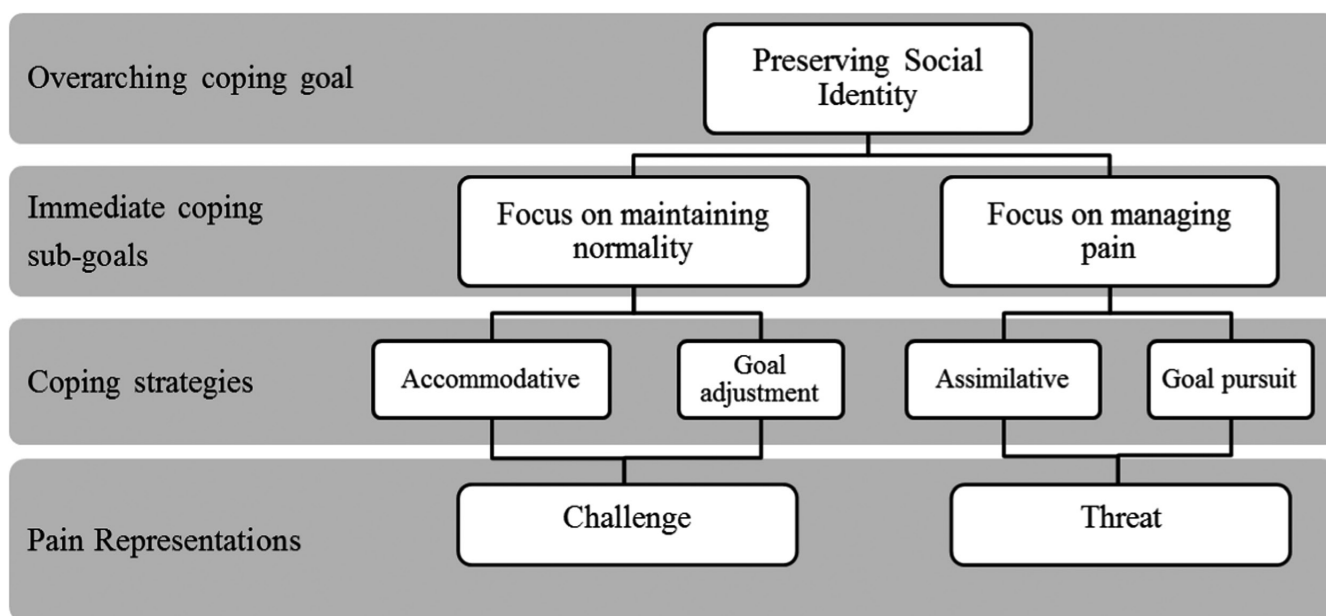 Overarching coping goal
Preserving Social
Identity
Immediate coping
sub-goals
Focus on maintaining
normality
Focus on managing
pain
Coping strategies
Accommodative
Goal
adjustment
Assimilative
Goal pursuit
Pain Representations
Challenge
Threat